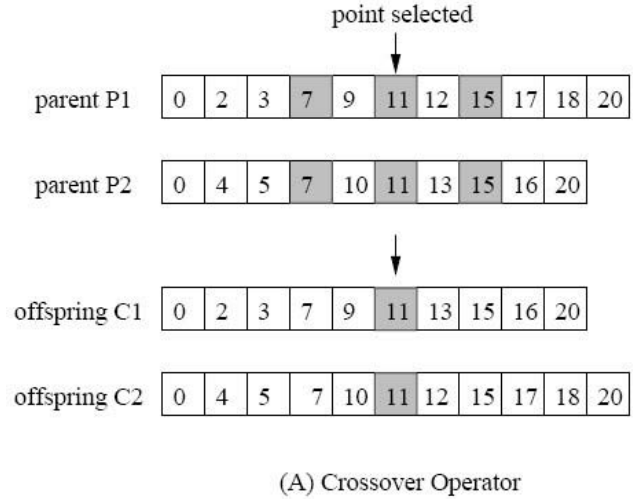 point selected
parent P1 0 2 3 7 9 11 12 15 17 18 20
parent P2 0 4 5 7 10 11 13 15 16 20
offspring C1 0 2 3 7 9 11 13 15 16 20
offspring C2 0 4 5 7 10 11 12 15 17 18 20
(A) Crossover Operator